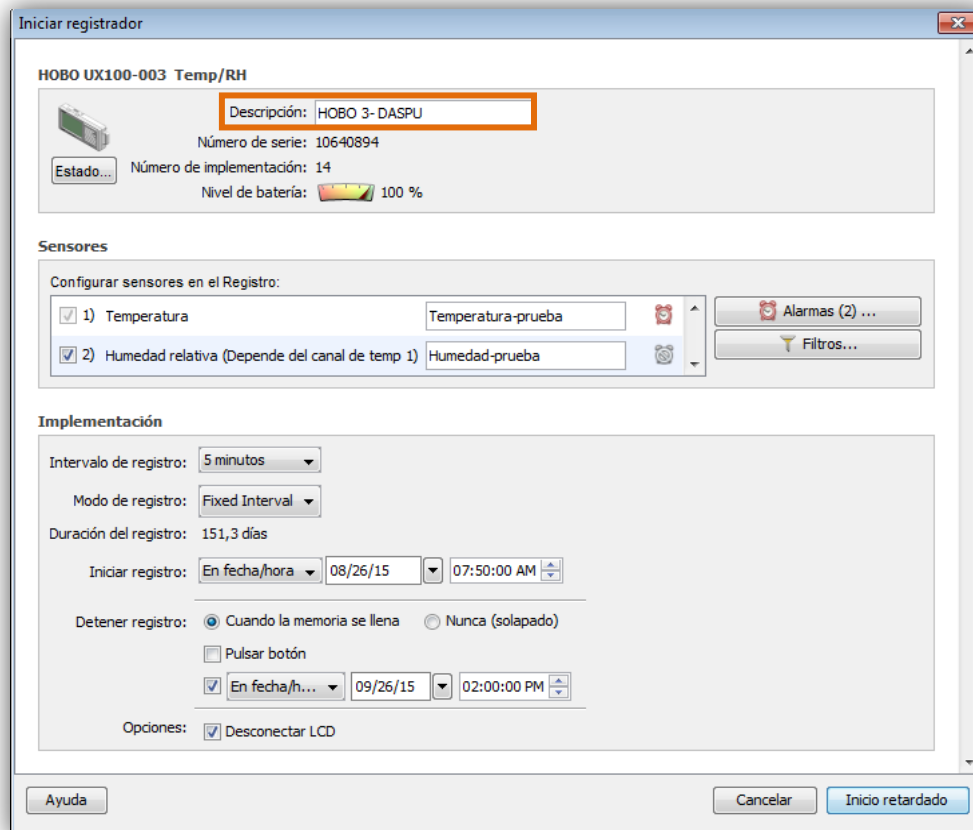 Iniciar registrador
HOBO UX100-003 Temp/RH
Descripción: HOBO 3- DASPU
Número de serie: 10640894
Estado... Número de implementación: 14
Nivel de batería: 100 %
Sensores
Configurar sensores en el Registro:
1) Temperatura Temperatura-prueba Alarmas (2) ...
2) Humedad relativa (Depende del canal de temp 1) Humedad-prueba Filtros...
Implementación
Intervalo de registro: 5 minutos
Modo de registro: Fixed Interval
Duración del registro: 151,3 días
Iniciar registro: En fecha/hora 08/26/15 07:50:00 AM
Detener registro: Cuando la memoria se llena Nunca (solapado)
Pulsar botón
En fecha/h... 09/26/15 02:00:00 PM
Opciones: Desconectar LCD
Ayuda Cancelar Inicio retardado